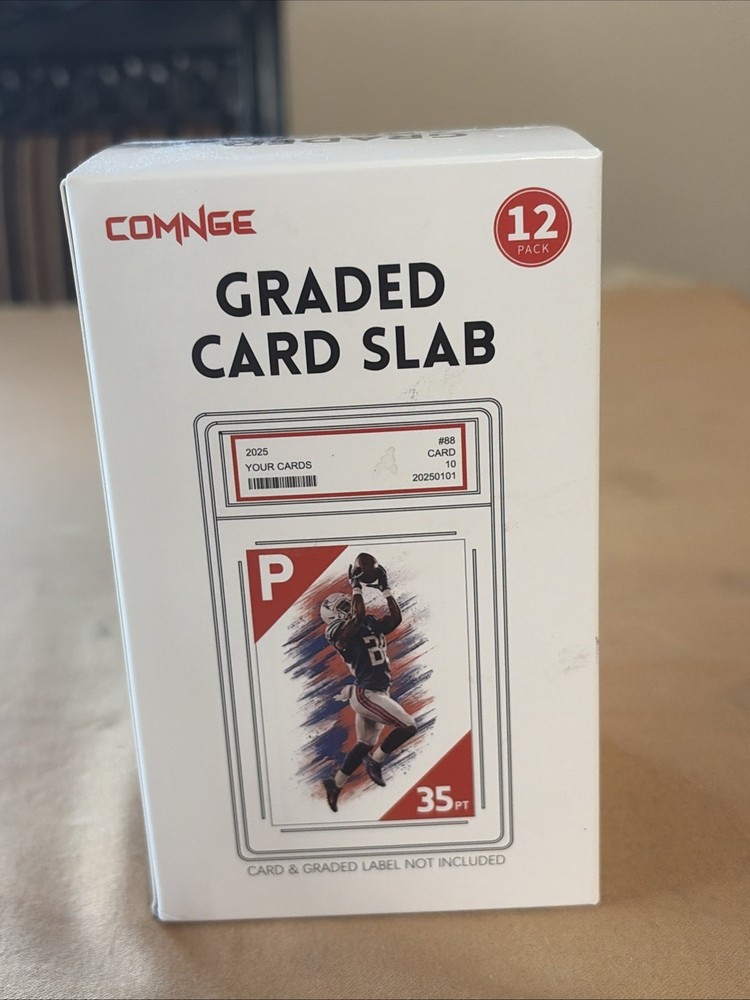 GRADED
COMNGE
12
PACK
GRADED
CARD SLAB
2025
YOUR CARDS
#88
CARD
10
20250101
P
35PT
CARD & GRADED LABEL NOT INCLUDED